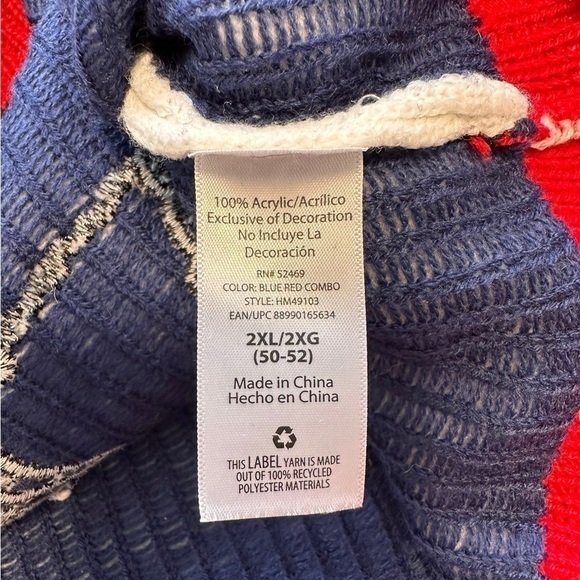 100% Acrylic/Acrílico
Exclusive of Decoration
No Incluye La
Decoración
RN# 52469
COLOR: BLUE RED COMBO
STYLE: HM49103
EAN/UPC 88990165634
2XL/2XG
(50-52)
Made in China
Hecho en China
THIS LABEL YARN IS MADE
OUT OF 100% RECYCLED
POLYESTER MATERIALS